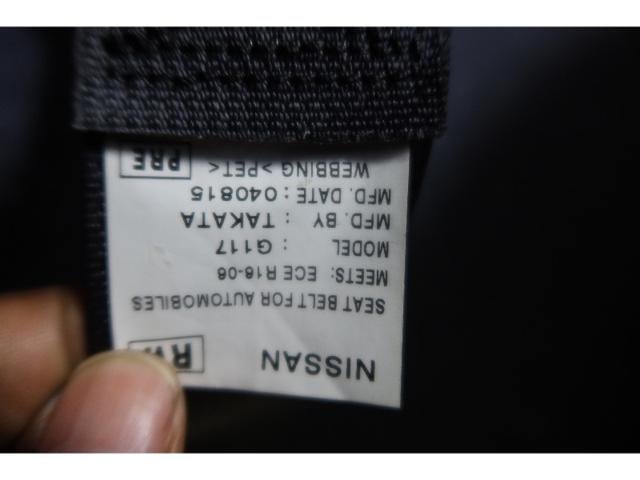 NISSAN
SEAT BELT FOR AUTOMOBILES
MEETS: ECE R16-06
MODEL : G117
MFD. BY : TAKATA
MFD. DATE : 040815
WEBBING >PET<
PRE